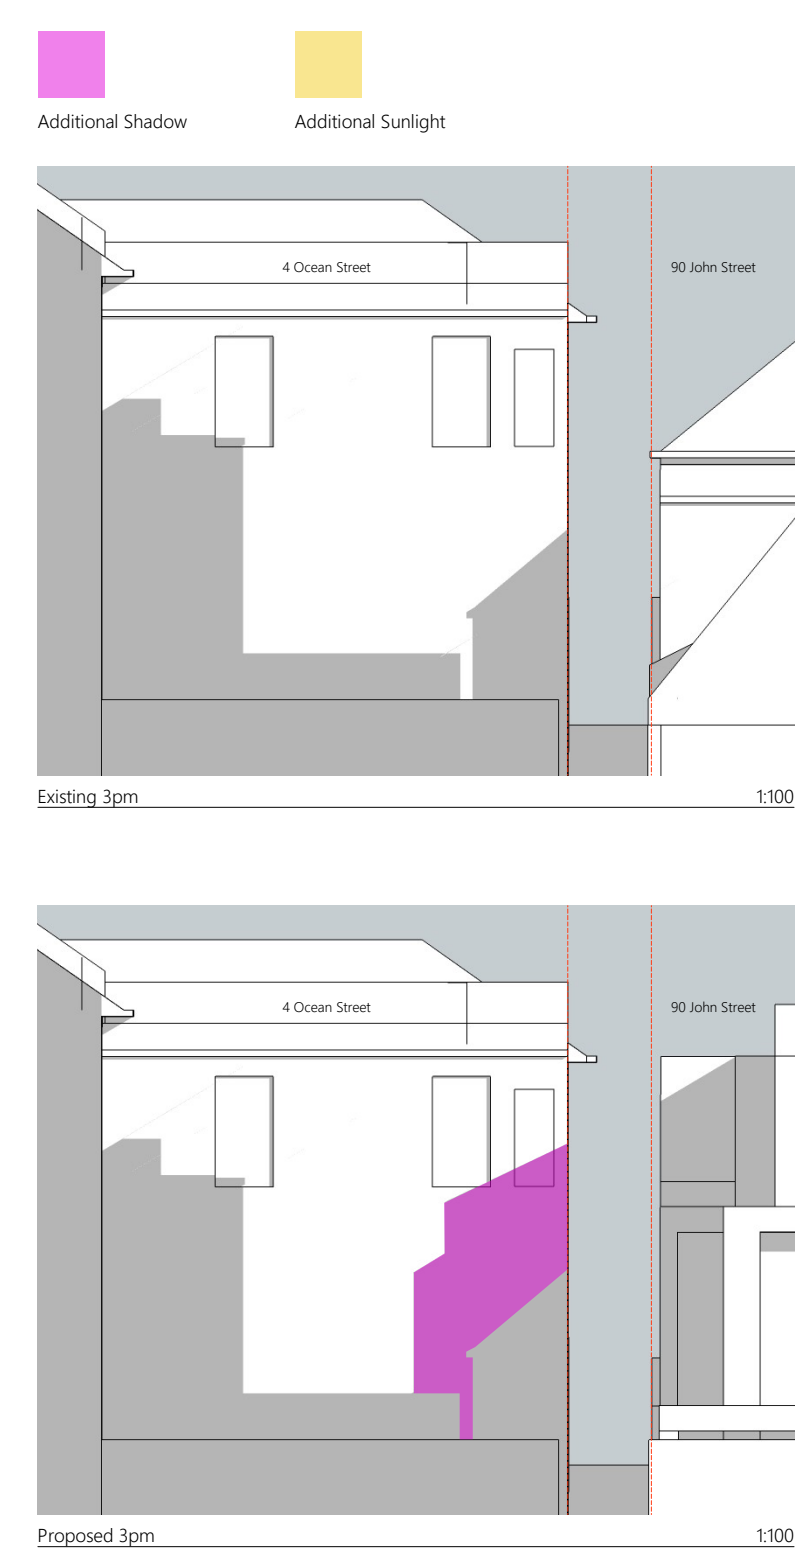 Additional Shadow
Additional Sunlight
4 Ocean Street
90 John Street
Existing 3pm
1:100
4 Ocean Street
90 John Street
Proposed 3pm
1:100